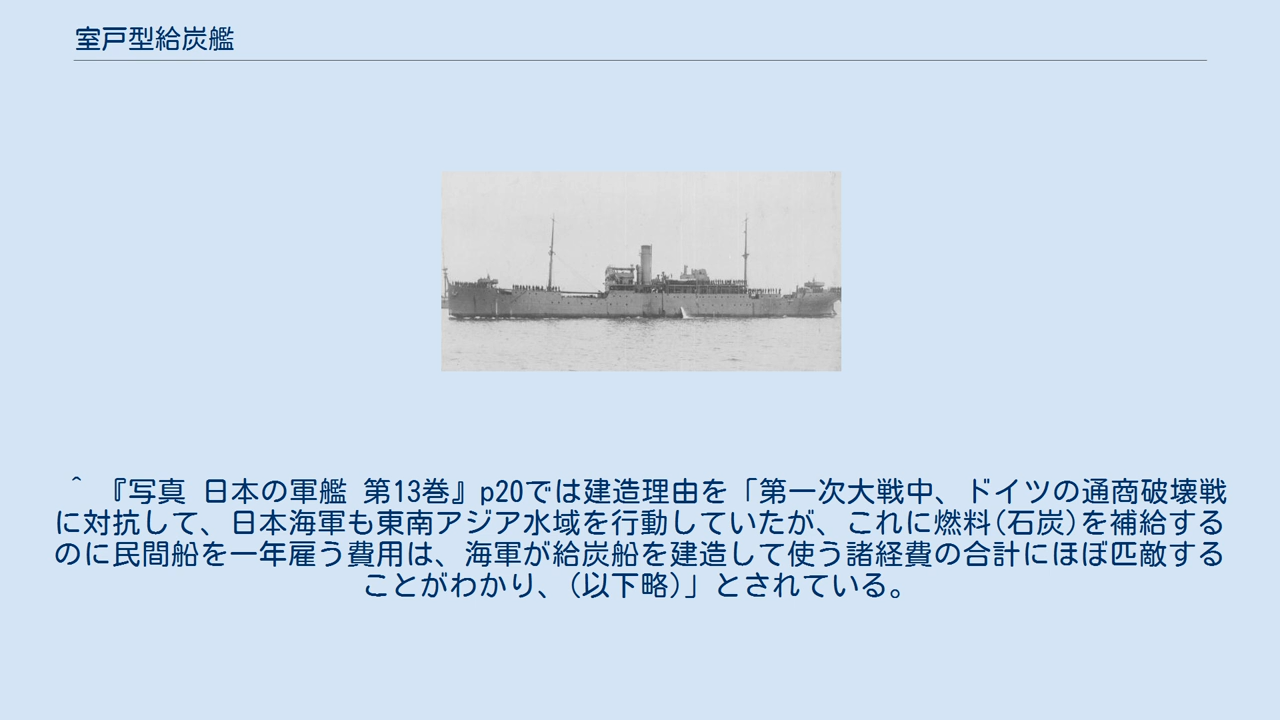 室戸型給炭艦
^ 『写真 日本の軍艦 第13巻』p20では建造理由を「第一次大戦中、ドイツの通商破壊戦
に対抗して、日本海軍も東南アジア水域を行動していたが、これに燃料(石炭)を補給する
のに民間船を一年雇う費用は、海軍が給炭船を建造して使う諸経費の合計にほぼ匹敵する
ことがわかり、(以下略)」とされている。